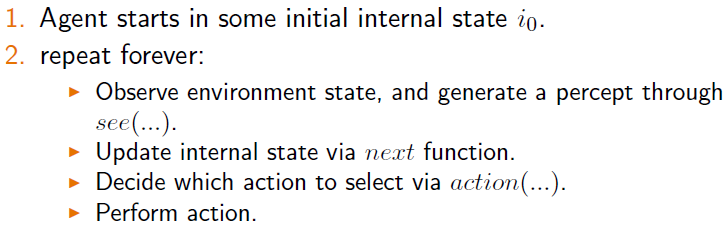 1. Agent starts in some initial internal state i₀.
2. repeat forever:
▶ Observe environment state, and generate a percept through
see(...).
▶ Update internal state via next function.
▶ Decide which action to select via action(...).
▶ Perform action.